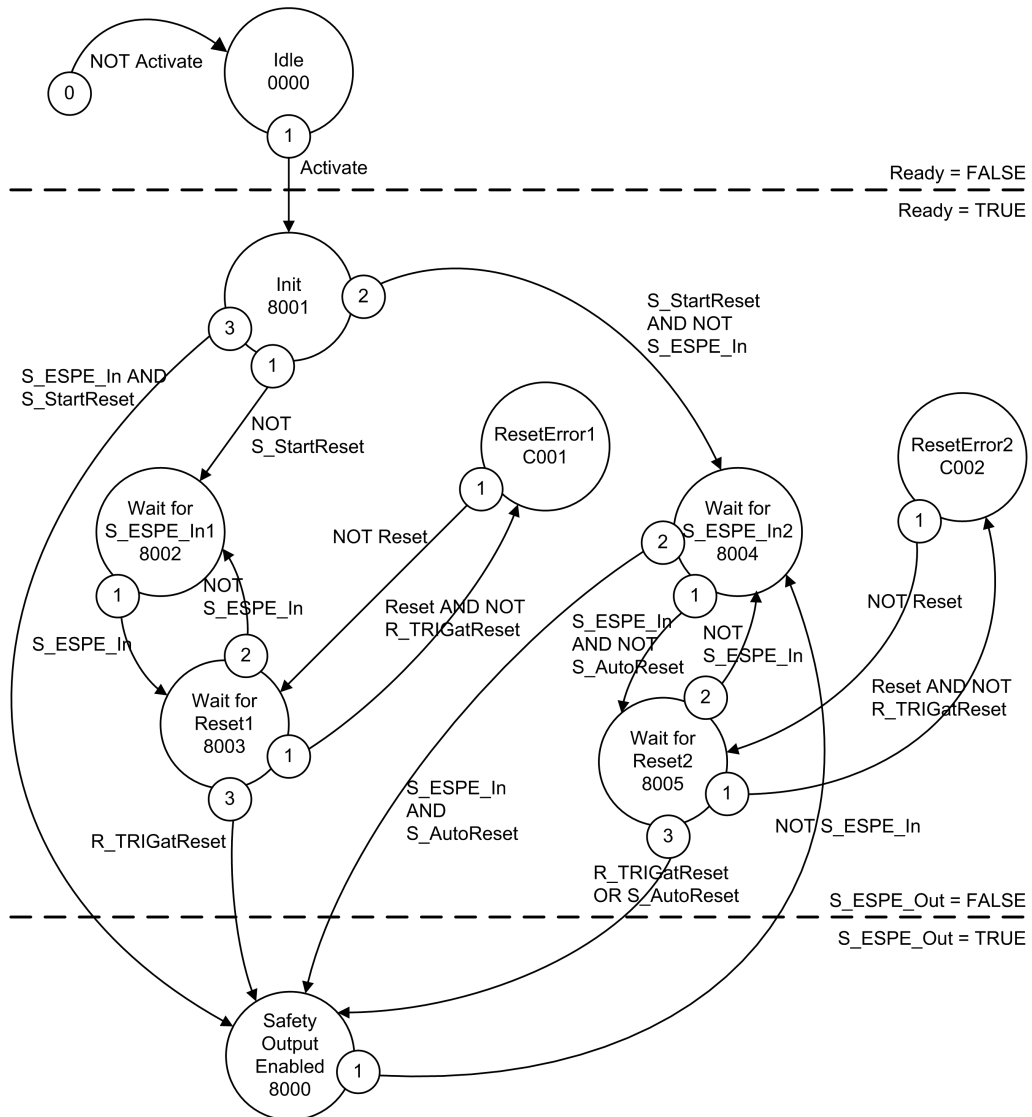 NOT Activate
0
Idle
0000
1
Activate
Ready = FALSE
Ready = TRUE
Init
8001
2
3
1
S_StartReset
AND NOT
S_ESPE_In
S_ESPE_In AND
S_StartReset
NOT
S_StartReset
ResetError1
C001
1
ResetError2
C002
1
Wait for
S_ESPE_In1
8002
1
NOT Reset
Wait for
S_ESPE_In2
8004
2
1
NOT
S_ESPE_In
S_ESPE_In
2
Reset AND NOT
R_TRIGatReset
S_ESPE_In
AND NOT
S_AutoReset
NOT
S_ESPE_In
NOT Reset
Wait for
Reset1
8003
1
3
2
Wait for
Reset2
8005
1
3
Reset AND NOT
R_TRIGatReset
R_TRIGatReset
S_ESPE_In
AND
S_AutoReset
NOT S_ESPE_In
R_TRIGatReset
OR S_AutoReset
S_ESPE_Out = FALSE
S_ESPE_Out = TRUE
Safety
Output
Enabled
8000
1